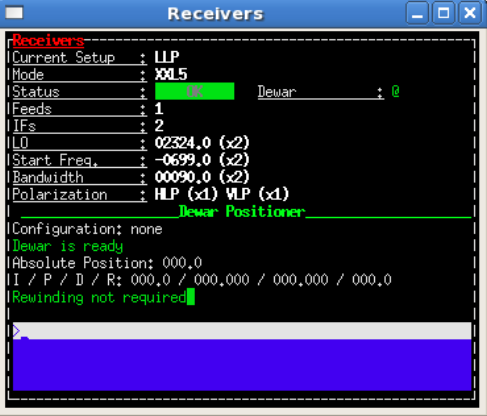 Receivers
Receivers
Current Setup : LLP
Mode : XXL5
Status : OK Dewar : @
Feeds : 1
IFs : 2
LO : 02324.0 (x2)
Start Freq. : -0699.0 (x2)
Bandwidth : 00090.0 (x2)
Polarization : HLP (x1) VLP (x1)
Dewar Positioner
Configuration: none
Dewar is ready
Absolute Position: 000.0
I / P / D / R: 000.0 / 000.000 / 000.000 / 000.0
Rewinding not required
>_